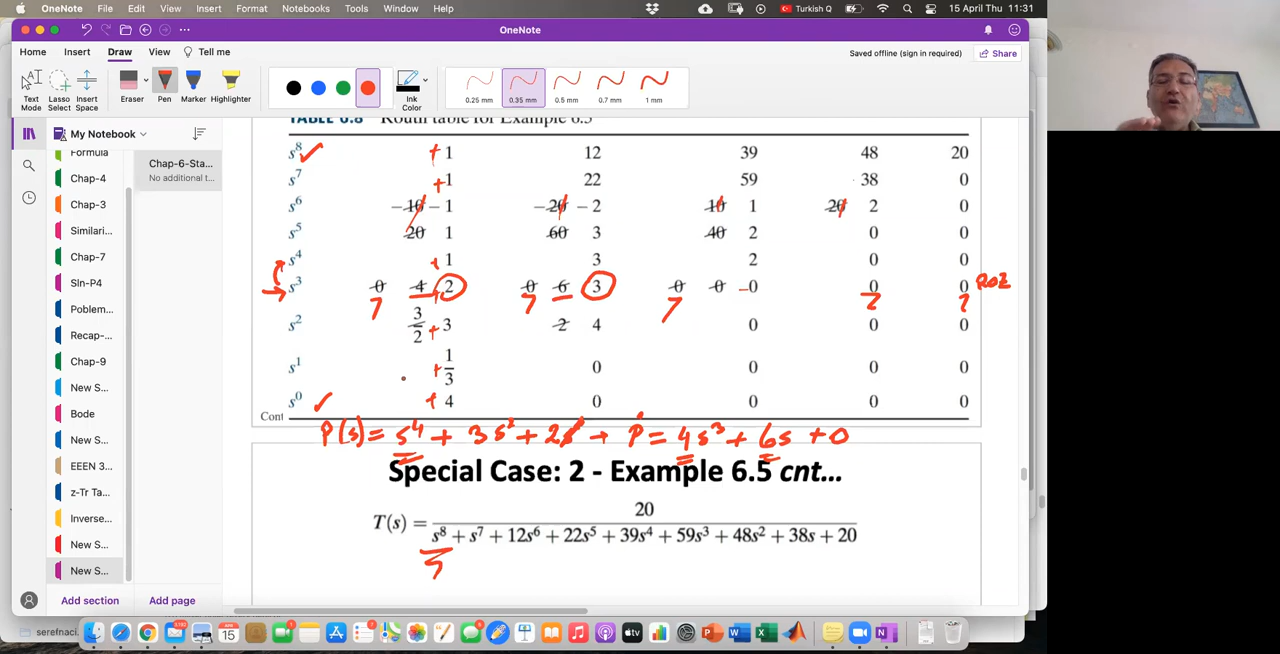 OneNote File Edit View Insert Format Notebooks Tools Window Help Turkish Q 15 April Thu 11:31
OneNote
Home Insert Draw View Tell me Saved offline (sign in required) Share
Text Mode Lasso Select Insert Space Eraser Pen Marker Highlighter Ink Color 0.25 mm 0.35 mm 0.5 mm 0.7 mm 1 mm
My Notebook
Formula
Chap-4
Chap-3
Similari...
Chap-7
SIn-P4
Poblem...
Recap-...
Chap-9
New S...
Bode
New S...
EEEN 3...
z-Tr Ta...
Inverse...
New S...
New S...
Add section Add page
Chap-6-Sta...
No additional t...
TABLE 6.8 Routh table for Example 6.5
s⁸ ✓ + 1 12 39 48 20
s⁷ + 1 22 59 38 0
s⁶ −10 −1 −20 −2 10 1 20 2 0
s⁵ 20 1 60 3 40 2 0 0
s⁴ + 1 3 2 0 0
→ s³ 0 4 2 0 6 3 0 0 0 0 0 ROZ
s² 3/2 + 3 2 4 0 0 0
s¹ + 1/3 0 0 0 0
s⁰ ✓ + 4 0 0 0 0
Cont
P(s) = s⁴ + 3s² + 2 → Ṗ = 4s³ + 6s + 0
Special Case: 2 - Example 6.5 cnt...
T(s) = 20 / s⁸ + s⁷ + 12s⁶ + 22s⁵ + 39s⁴ + 59s³ + 48s² + 38s + 20